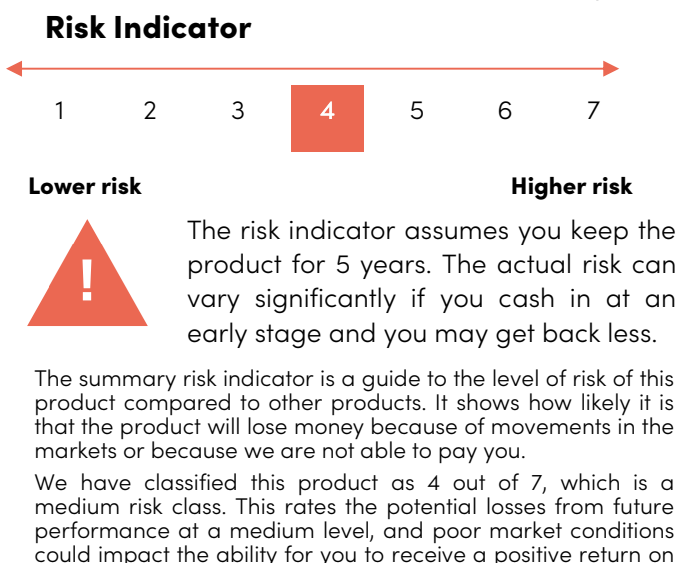 Risk Indicator
1 2 3 4 5 6 7
Lower risk Higher risk
!
The risk indicator assumes you keep the
product for 5 years. The actual risk can
vary significantly if you cash in at an
early stage and you may get back less.
The summary risk indicator is a guide to the level of risk of this
product compared to other products. It shows how likely it is
that the product will lose money because of movements in the
markets or because we are not able to pay you.
We have classified this product as 4 out of 7, which is a
medium risk class. This rates the potential losses from future
performance at a medium level, and poor market conditions
could impact the ability for you to receive a positive return on